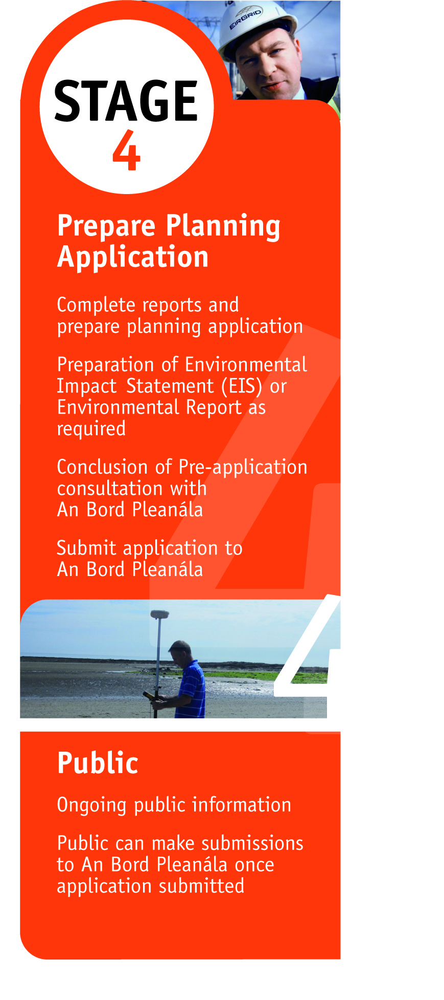 EIRGRID
STAGE
4
Prepare Planning
Application
Complete reports and
prepare planning application
Preparation of Environmental
Impact Statement (EIS) or
Environmental Report as
required
Conclusion of Pre-application
consultation with
An Bord Pleanála
Submit application to
An Bord Pleanála
4
Public
Ongoing public information
Public can make submissions
to An Bord Pleanála once
application submitted